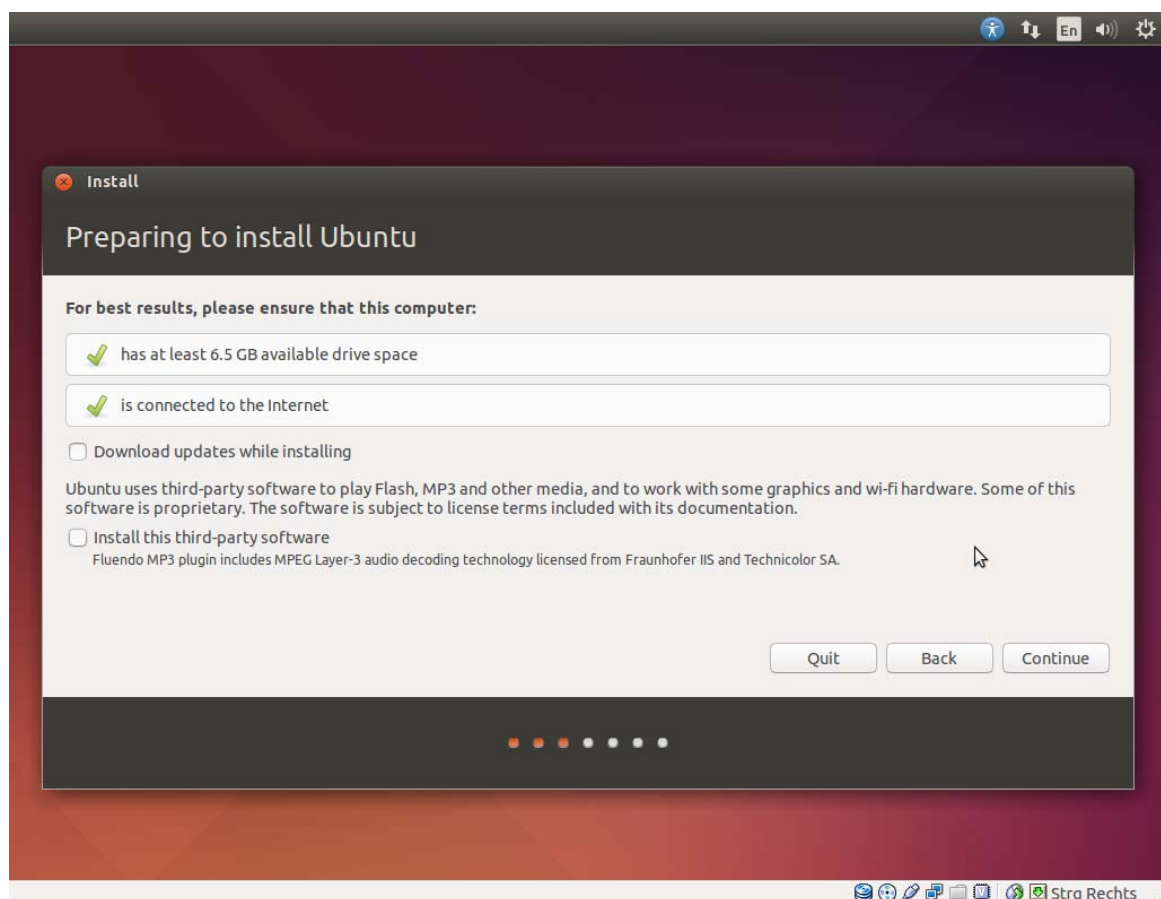 En
Install
Preparing to install Ubuntu
For best results, please ensure that this computer:
has at least 6.5 GB available drive space
is connected to the Internet
Download updates while installing
Ubuntu uses third-party software to play Flash, MP3 and other media, and to work with some graphics and wi-fi hardware. Some of this
software is proprietary. The software is subject to license terms included with its documentation.
Install this third-party software
Fluendo MP3 plugin includes MPEG Layer-3 audio decoding technology licensed from Fraunhofer IIS and Technicolor SA.
Quit Back Continue
Strg Rechts